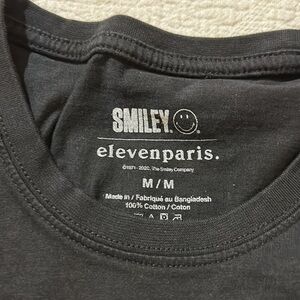 SMILEY.
elevenparis.
©1971-2020, The Smiley Company
M/M
Made in / Fabriqué au Bangladesh
100% Cotton / Coton